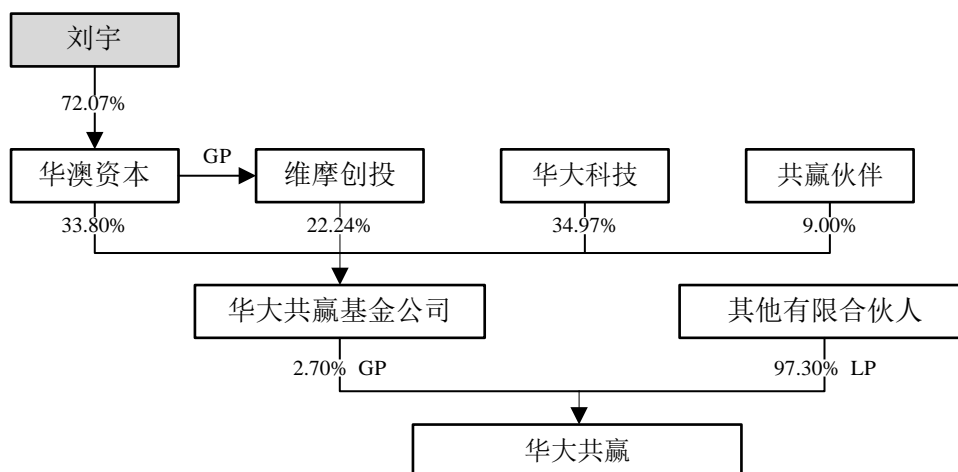 刘宇
72.07%
华澳资本
GP
维摩创投
华大科技
共赢伙伴
33.80%
22.24%
34.97%
9.00%
华大共赢基金公司
其他有限合伙人
2.70% GP
97.30% LP
华大共赢